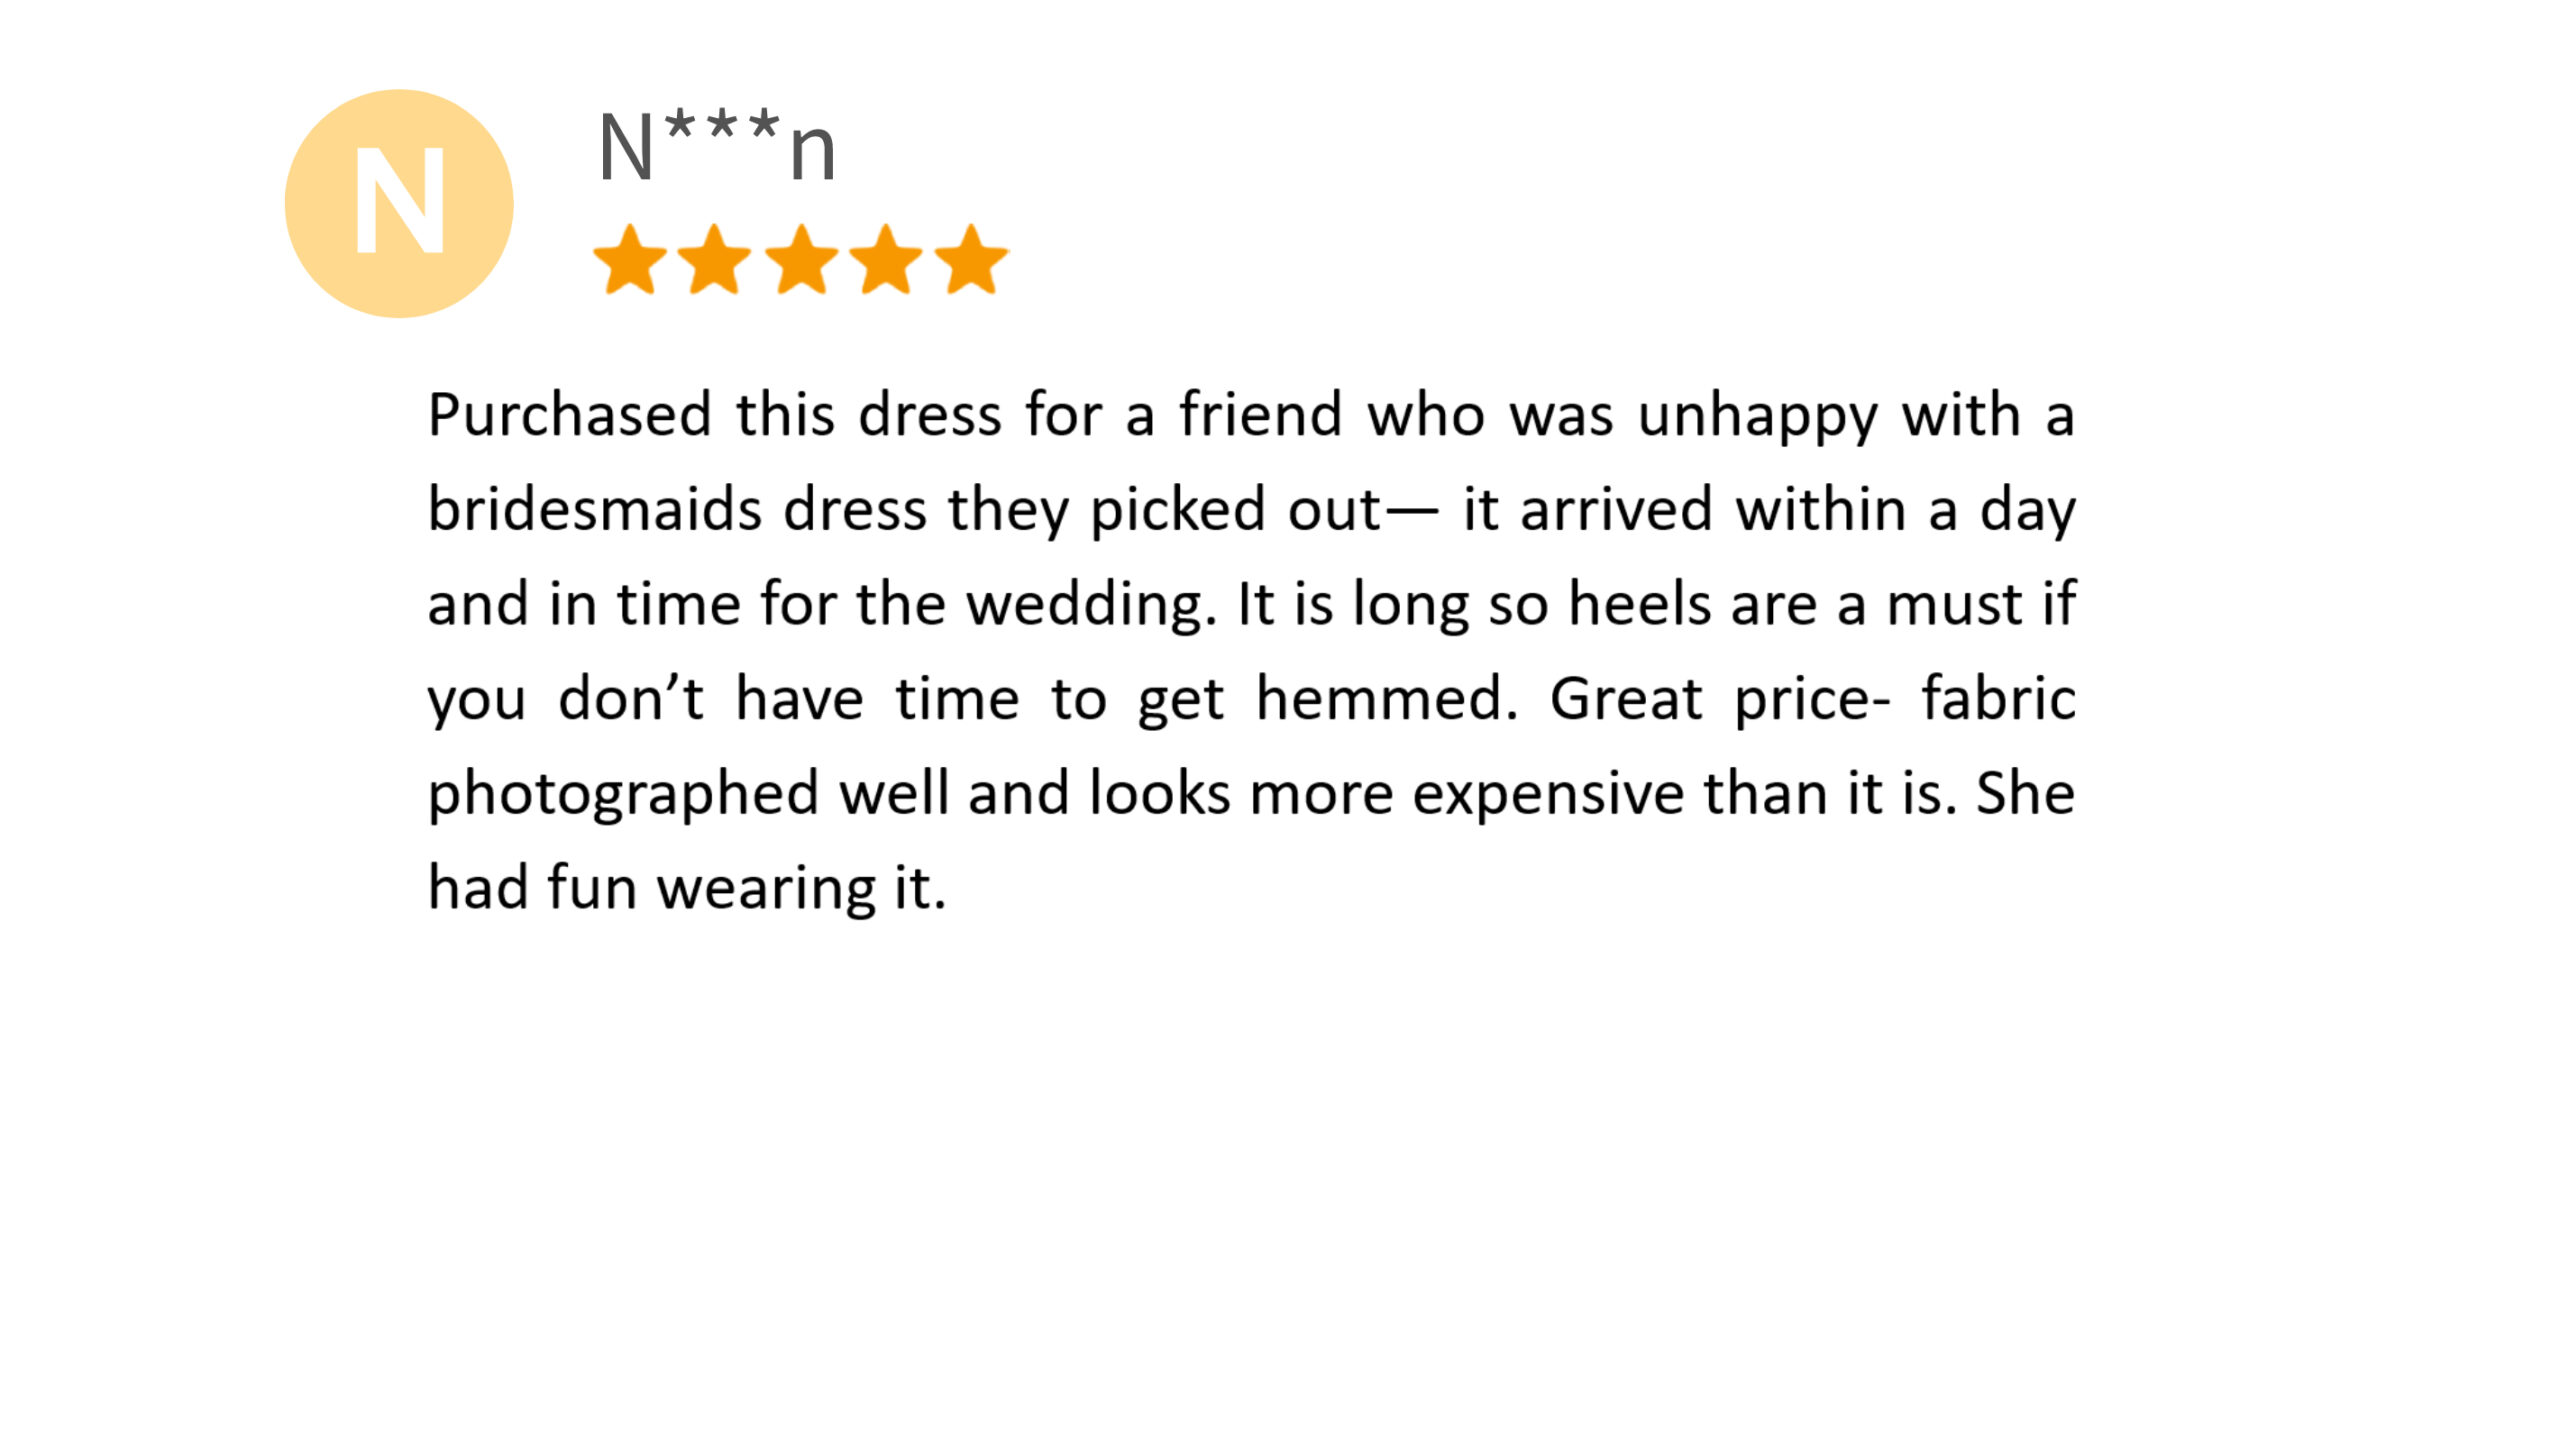 N
N***n
Purchased this dress for a friend who was unhappy with a
bridesmaids dress they picked out— it arrived within a day
and in time for the wedding. It is long so heels are a must if
you don’t have time to get hemmed. Great price- fabric
photographed well and looks more expensive than it is. She
had fun wearing it.